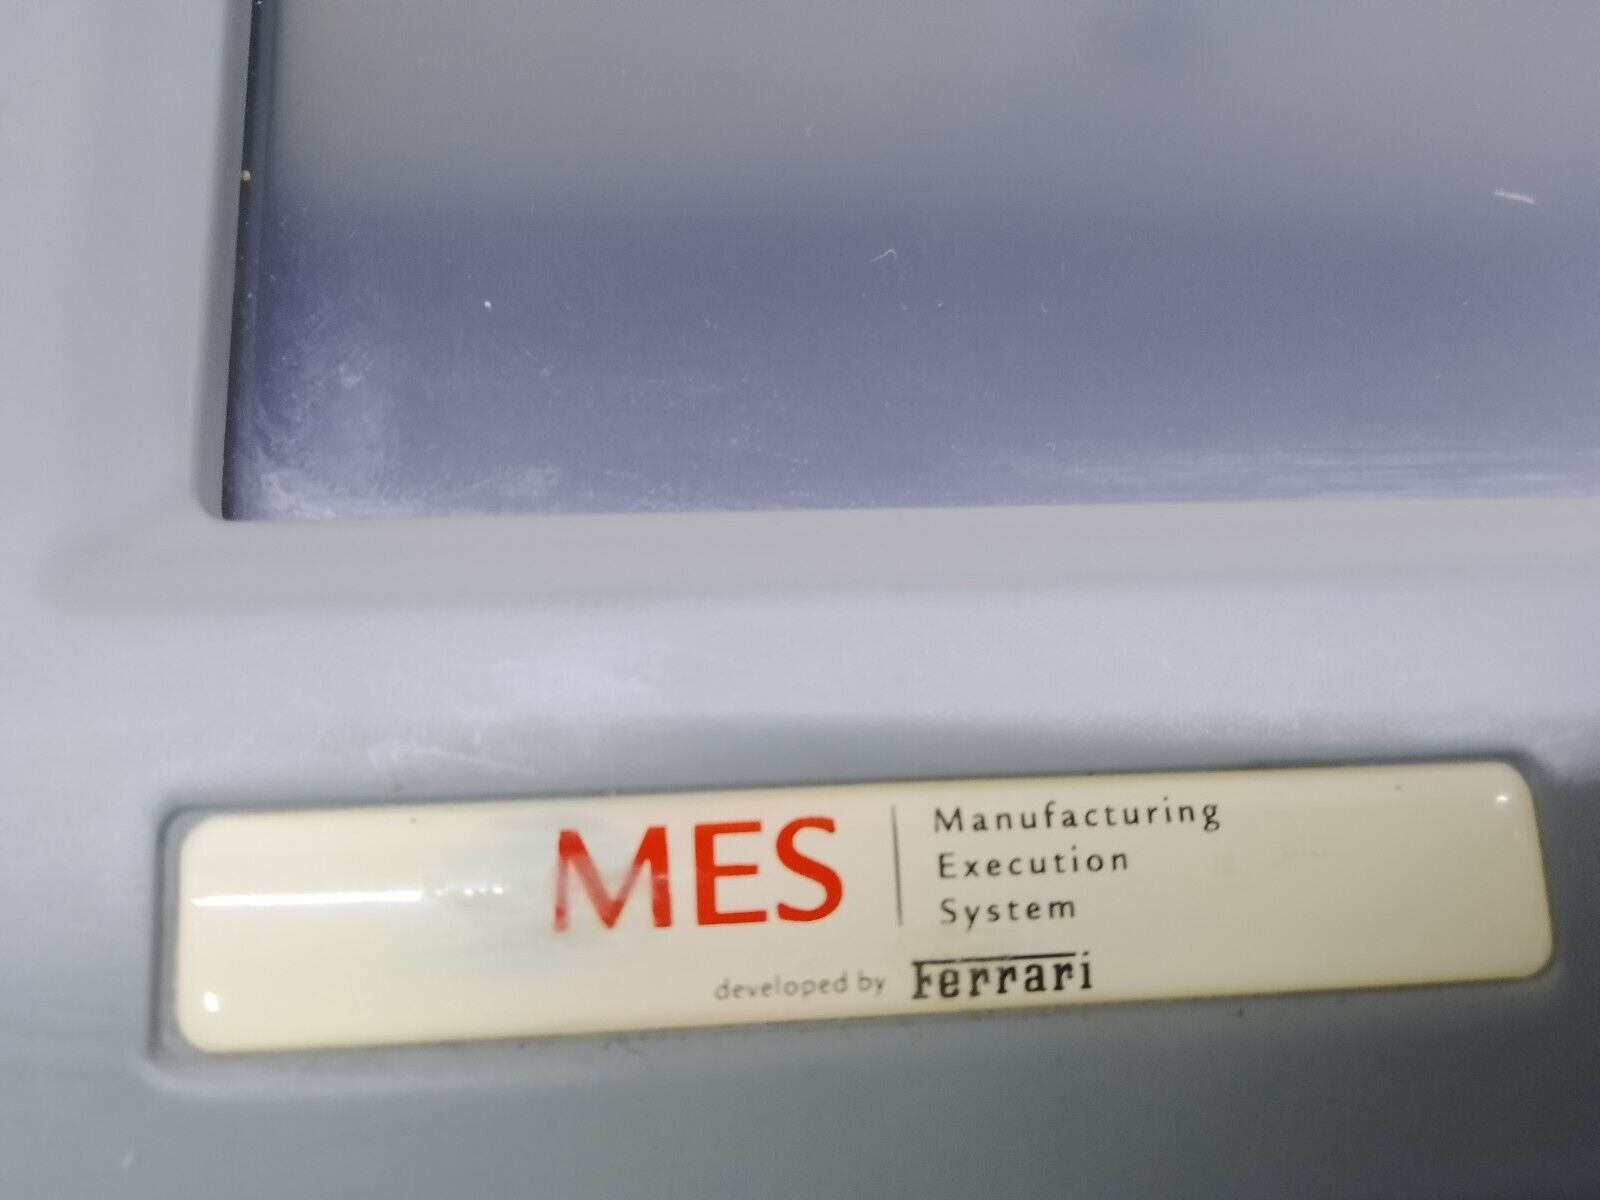 MES
Manufacturing
Execution
System
developed by Ferrari